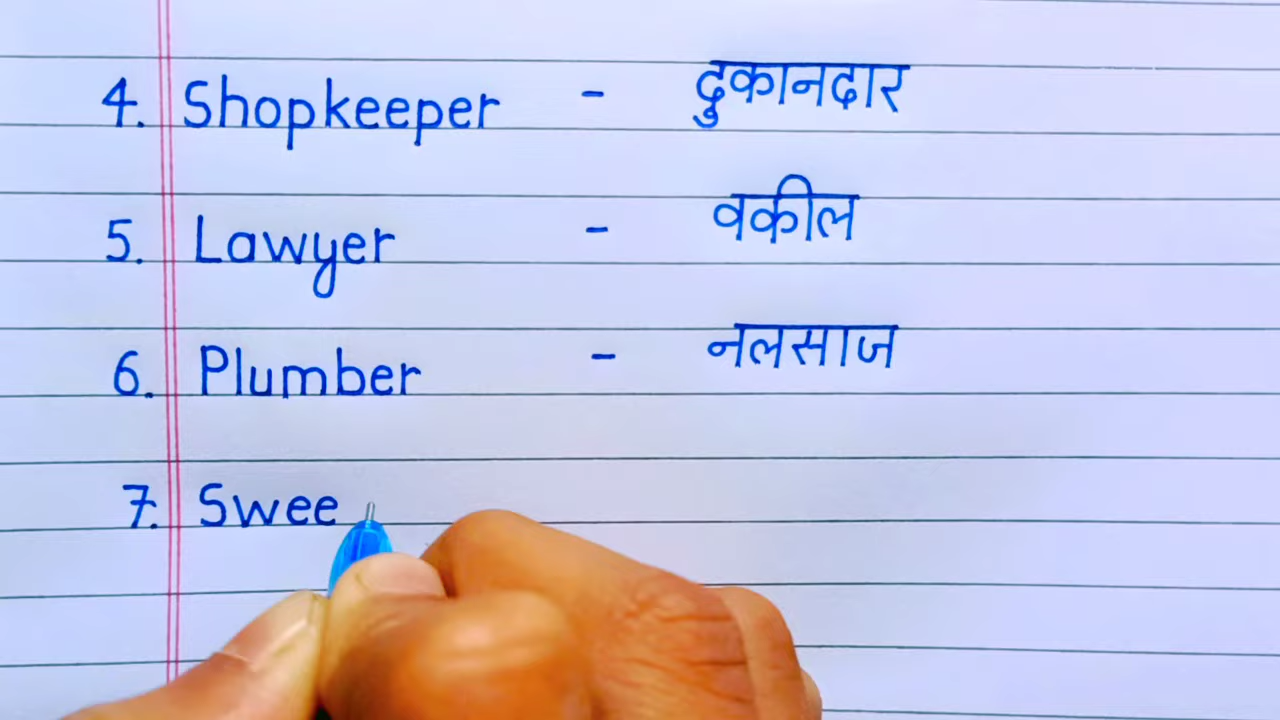 4. Shopkeeper - दुकानदार
5. Lawyer - वकील
6. Plumber - नलसाज
7. Swee